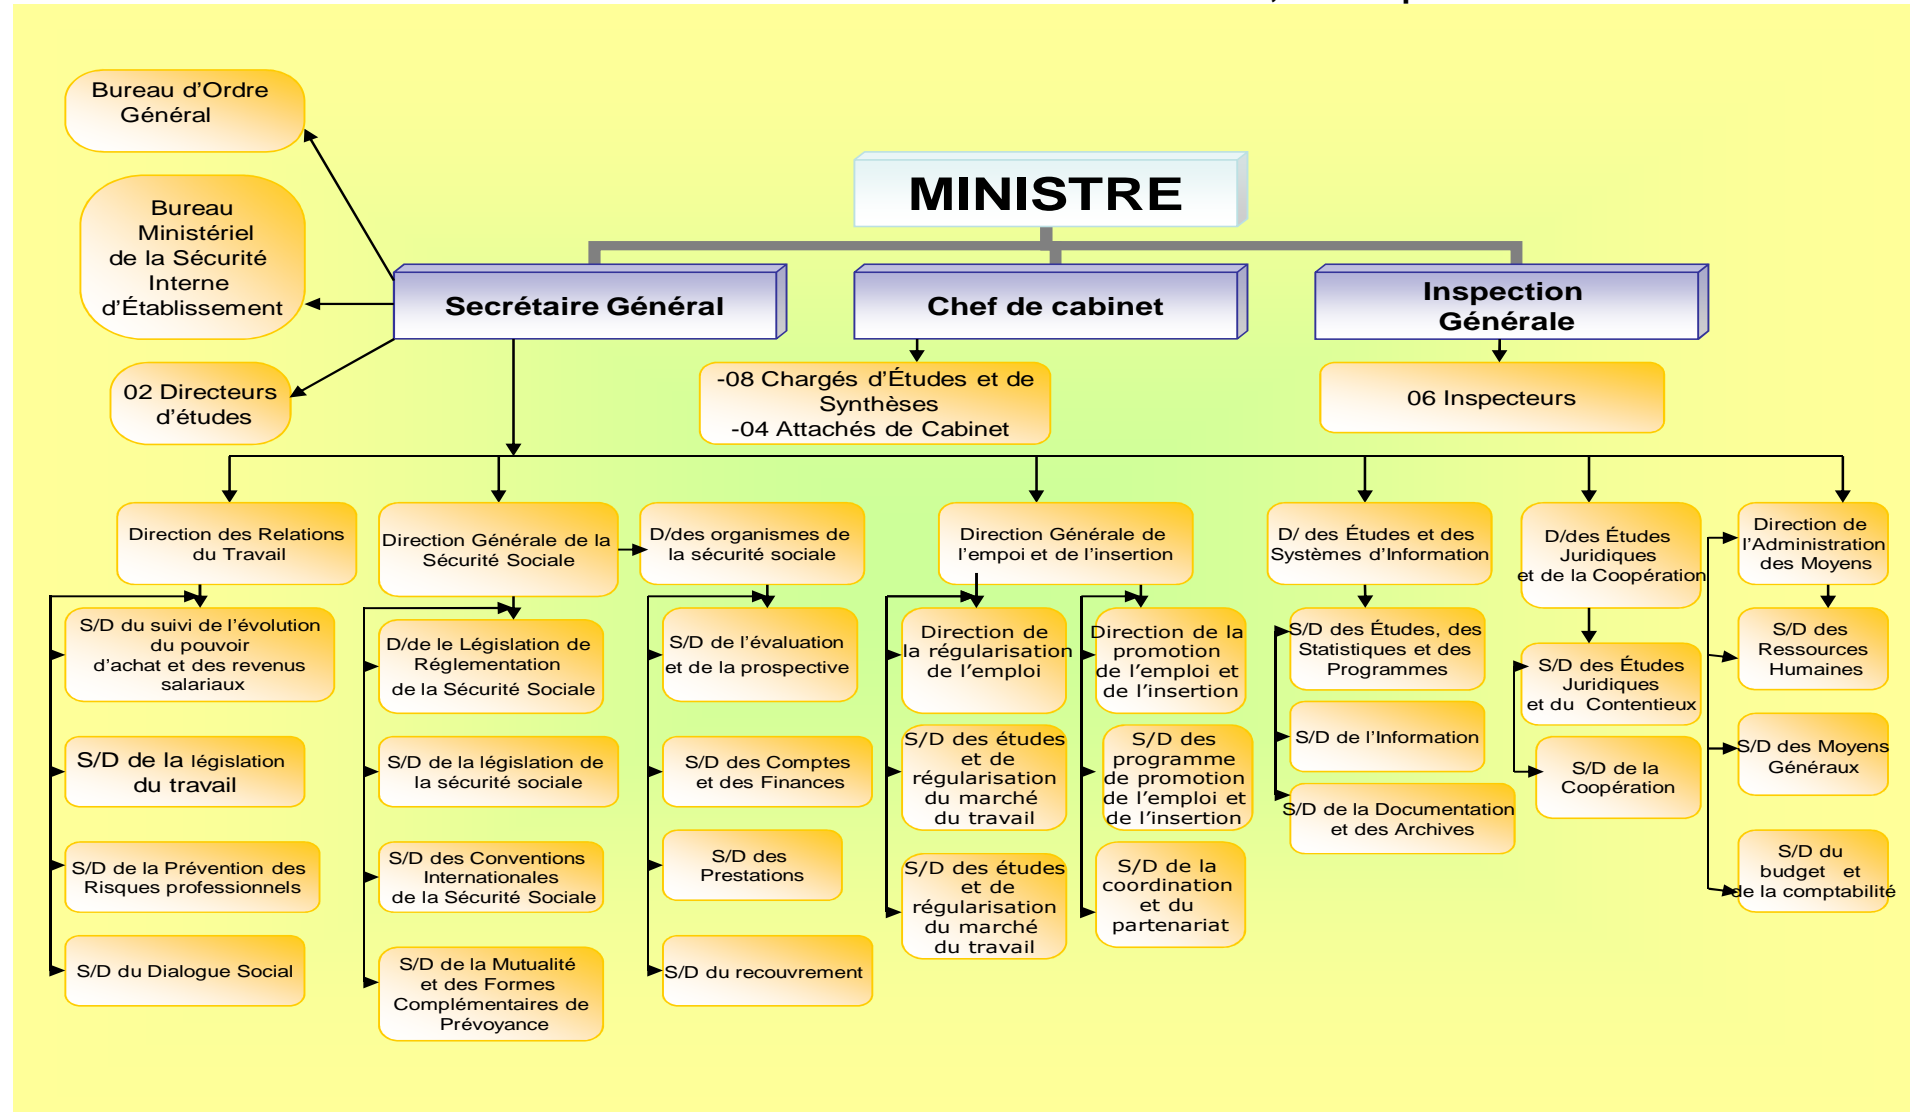 Bureau d’Ordre
Général
Bureau
Ministériel
de la Sécurité
Interne
d’Établissement
02 Directeurs
d’études
MINISTRE
Secrétaire Général
Chef de cabinet
Inspection
Générale
-08 Chargés d’Études et de
Synthèses
-04 Attachés de Cabinet
06 Inspecteurs
Direction des Relations
du Travail
Direction Générale de la
Sécurité Sociale
D/des organismes de
la sécurité sociale
Direction Générale de
l’empoi et de l’insertion
D/ des Études et des
Systèmes d’Information
D/des Études
Juridiques
et de la Coopération
Direction de
l’Administration
des Moyens
S/D du suivi de l’évolution
du pouvoir
d’achat et des revenus
salariaux
S/D de la législation
du travail
S/D de la Prévention des
Risques professionnels
S/D du Dialogue Social
D/de le Législation de
Réglementation
de la Sécurité Sociale
S/D de la législation de
la sécurité sociale
S/D des Conventions
Internationales
de la Sécurité Sociale
S/D de la Mutualité
et des Formes
Complémentaires de
Prévoyance
S/D de l’évaluation
et de la prospective
S/D des Comptes
et des Finances
S/D des
Prestations
S/D du recouvrement
Direction de
la régularisation
de l’emploi
S/D des études
et de
régularisation
du marché
du travail
S/D des études
et de
régularisation
du marché
du travail
Direction de la
promotion
de l’emploi et
de l’insertion
S/D des
programme
de promotion
de l’emploi et
de l’insertion
S/D de la
coordination
et du
partenariat
S/D des Études, des
Statistiques et des
Programmes
S/D de l’Information
S/D de la Documentation
et des Archives
S/D des Études
Juridiques
et du Contentieux
S/D de la
Coopération
S/D des
Ressources
Humaines
S/D des Moyens
Généraux
S/D du
budget et
de la comptabilité